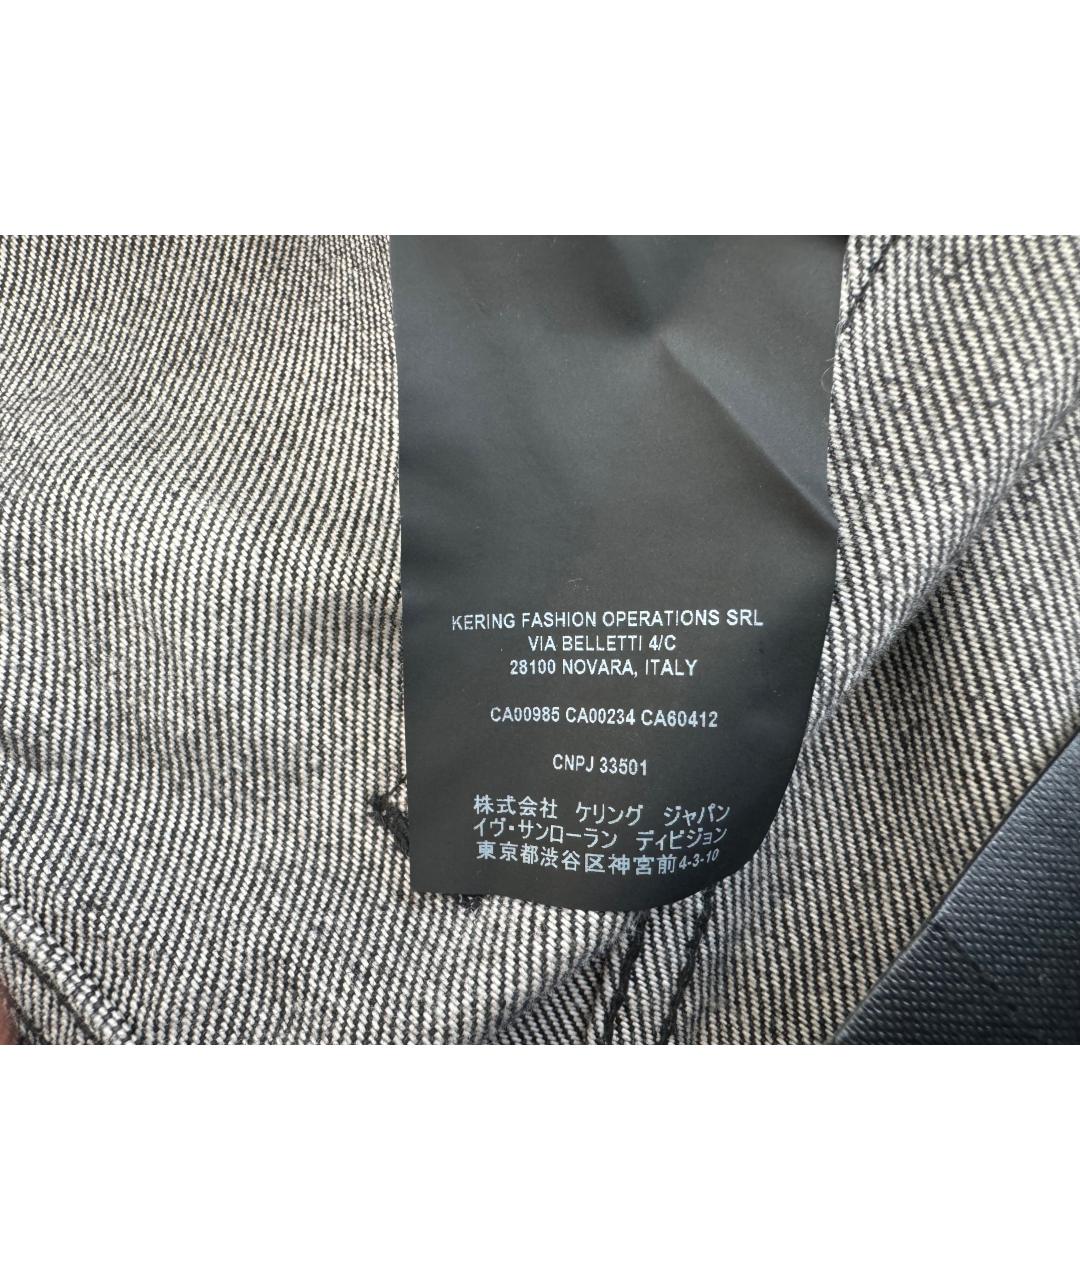 KERING FASHION OPERATIONS SRL
VIA BELLETTI 4/C
28100 NOVARA, ITALY
CA00985 CA00234 CA60412
CNPJ 33501
株式会社 ケリング ジャパン
イヴ・サンローラン ディビジョン
東京都渋谷区神宮前4-3-10